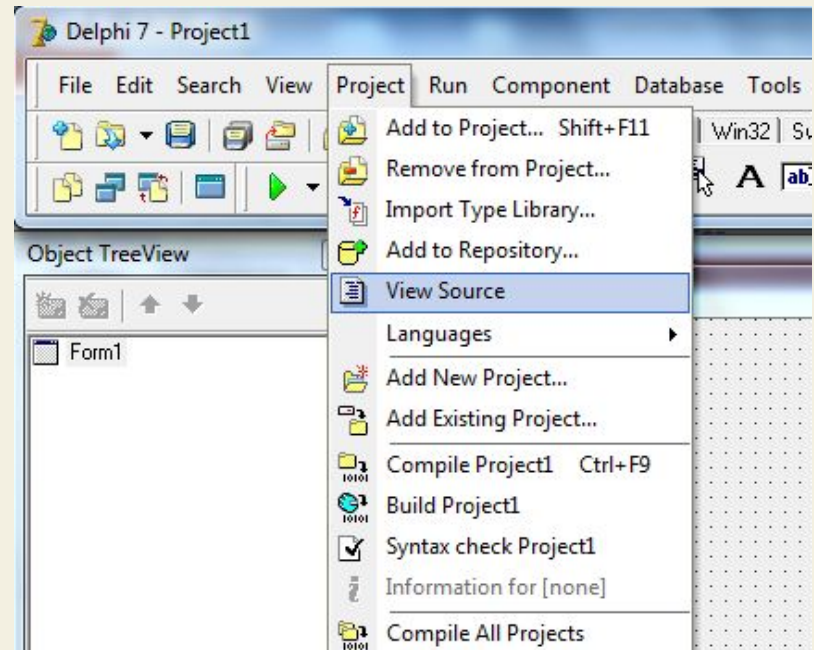 Delphi 7 - Project1
File Edit Search View Project Run Component Database Tools
Add to Project... Shift+F11
Win32
Remove from Project...
A
Import Type Library...
Object TreeView
Add to Repository...
View Source
Languages
Form1
Add New Project...
Add Existing Project...
Compile Project1 Ctrl+F9
Build Project1
Syntax check Project1
Information for [none]
Compile All Projects